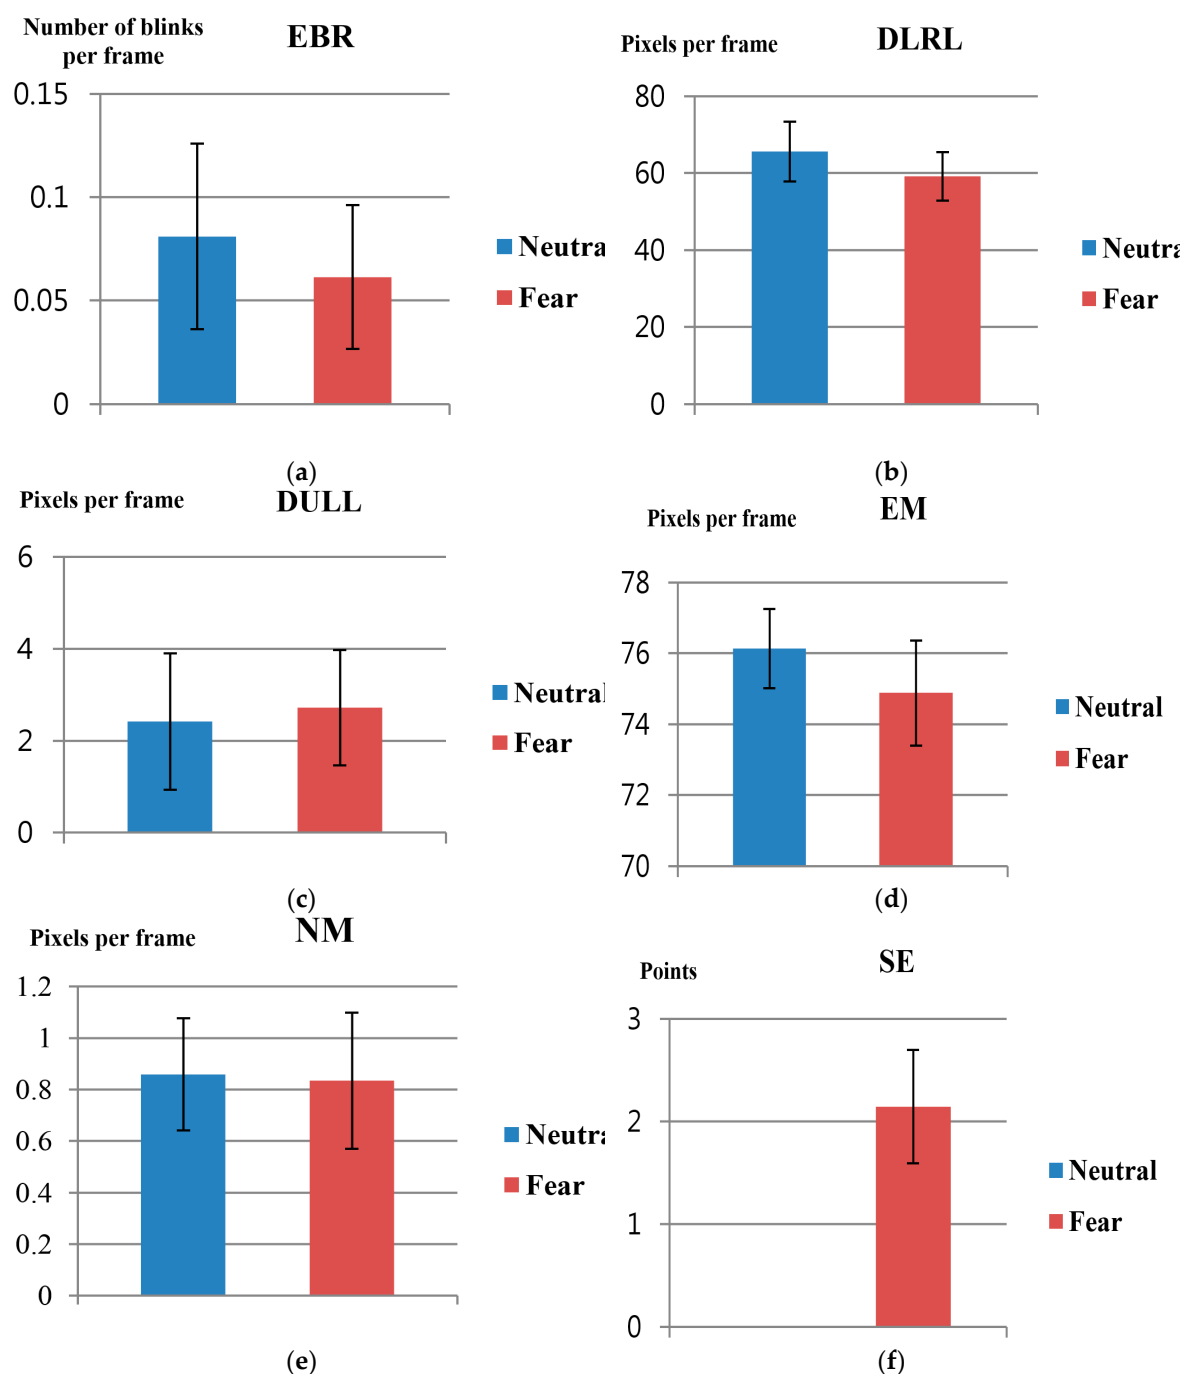 Number of blinks
per frame
EBR
0.15
0.1
0.05
0
Neutra
Fear
(a)
Pixels per frame
DLRL
80
60
40
20
0
Neutra
Fear
(b)
Pixels per frame
DULL
6
4
2
0
Neutral
Fear
(c)
Pixels per frame
EM
78
76
74
72
70
Neutral
Fear
(d)
Pixels per frame
NM
1.2
1
0.8
0.6
0.4
0.2
0
Neutra
Fear
(e)
Points
SE
3
2
1
0
Neutral
Fear
(f)